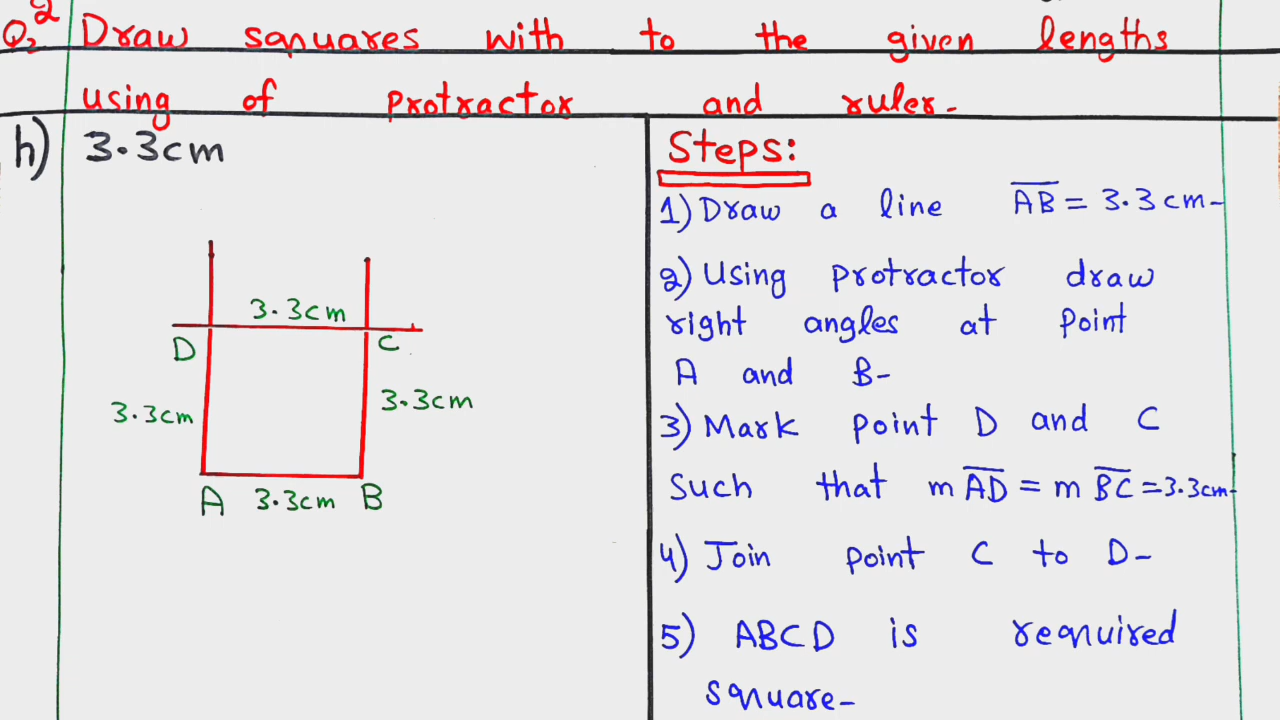 Q2 Draw squares with to the given lengths
using of protractor and ruler-
h) 3.3cm
3.3cm
D C
3.3cm 3.3cm
A 3.3cm B
Steps:
1) Draw a line AB = 3.3cm-
2) Using protractor draw
right angles at point
A and B-
3) Mark point D and C
Such that mAD = m BC = 3.3cm-
4) Join point C to D-
5) ABCD is required
square-